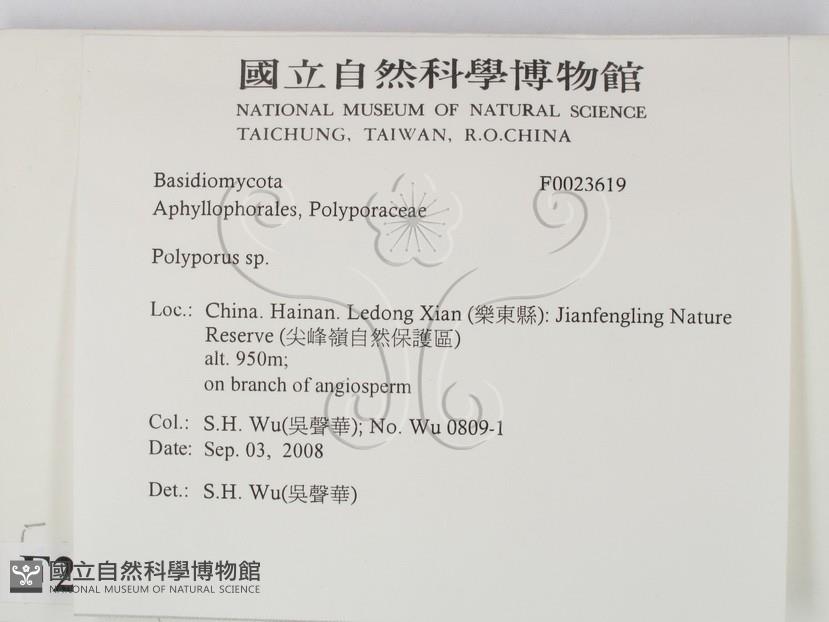 國立自然科學博物館
NATIONAL MUSEUM OF NATURAL SCIENCE
TAICHUNG, TAIWAN, R.O.CHINA
Basidiomycota F0023619
Aphyllophorales, Polyporaceae
Polyporus sp.
Loc.: China. Hainan. Ledong Xian (樂東縣): Jianfengling Nature
Reserve (尖峰嶺自然保護區)
alt. 950m;
on branch of angiosperm
Col.: S.H. Wu(吳聲華); No. Wu 0809-1
Date: Sep. 03, 2008
Det.: S.H. Wu(吳聲華)
國立自然科學博物館
NATIONAL MUSEUM OF NATURAL SCIENCE